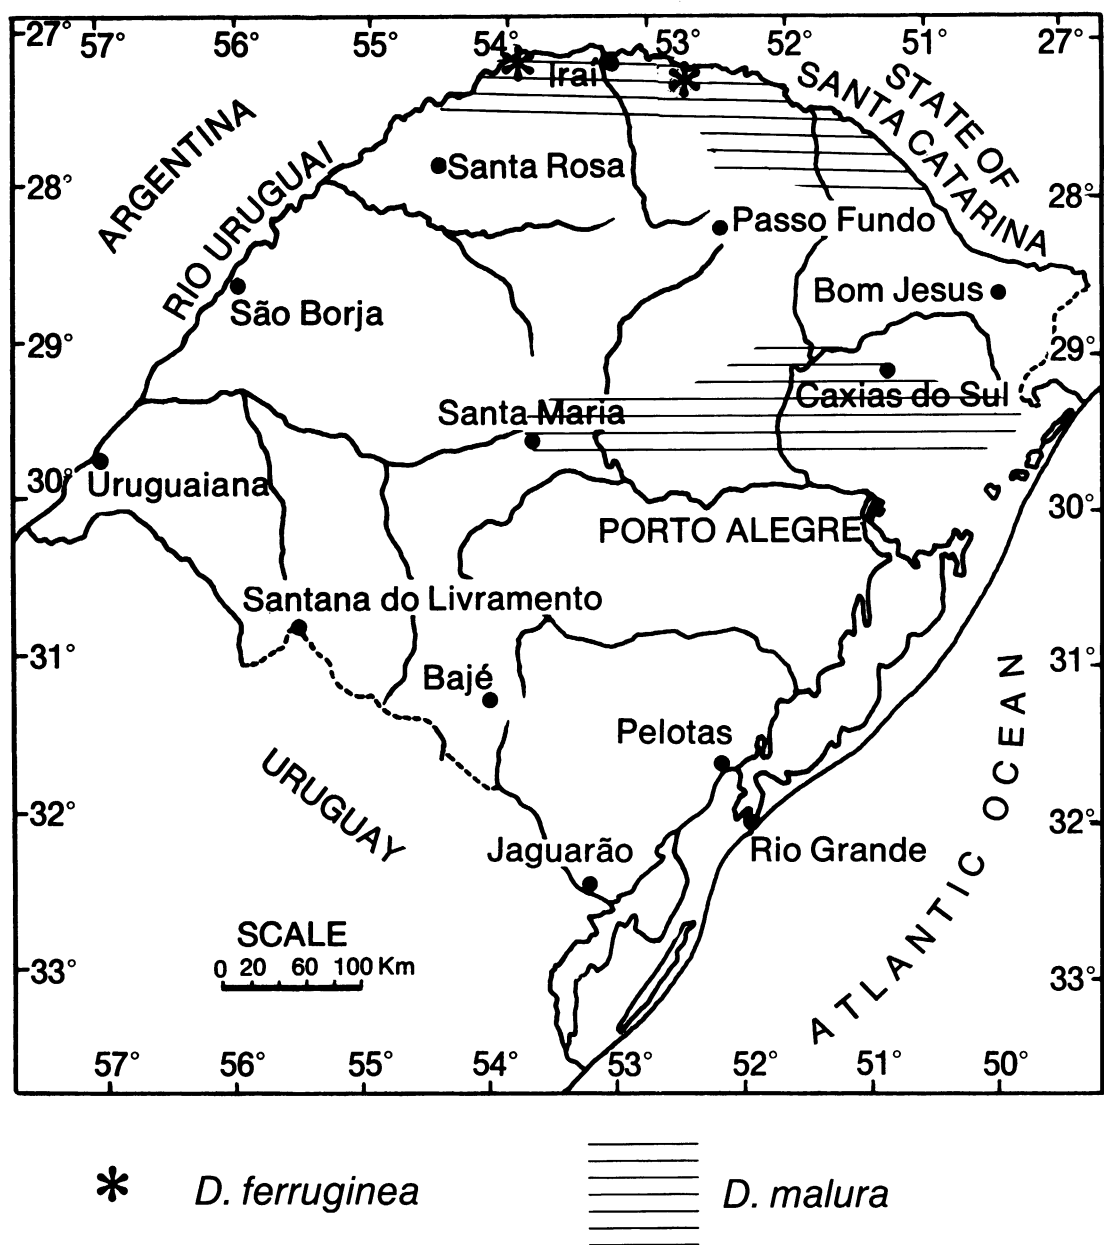 27°
57°
56°
55°
54°
53°
52°
51°
27°
Iraí
STATE OF
SANTA CATARINA
ARGENTINA
RIO URUGUAI
Santa Rosa
28°
28°
Passo Fundo
Bom Jesus
São Borja
29°
29°
Caxias do Sul
Santa Maria
30°
Uruguaiana
30°
PORTO ALEGRE
Santana do Livramento
31°
31°
Bajé
Pelotas
URUGUAY
ATLANTIC OCEAN
32°
32°
Jaguarão
Rio Grande
SCALE
0 20 60 100 Km
33°
33°
57°
56°
55°
54°
53°
52°
51°
50°
D. ferruginea
D. malura